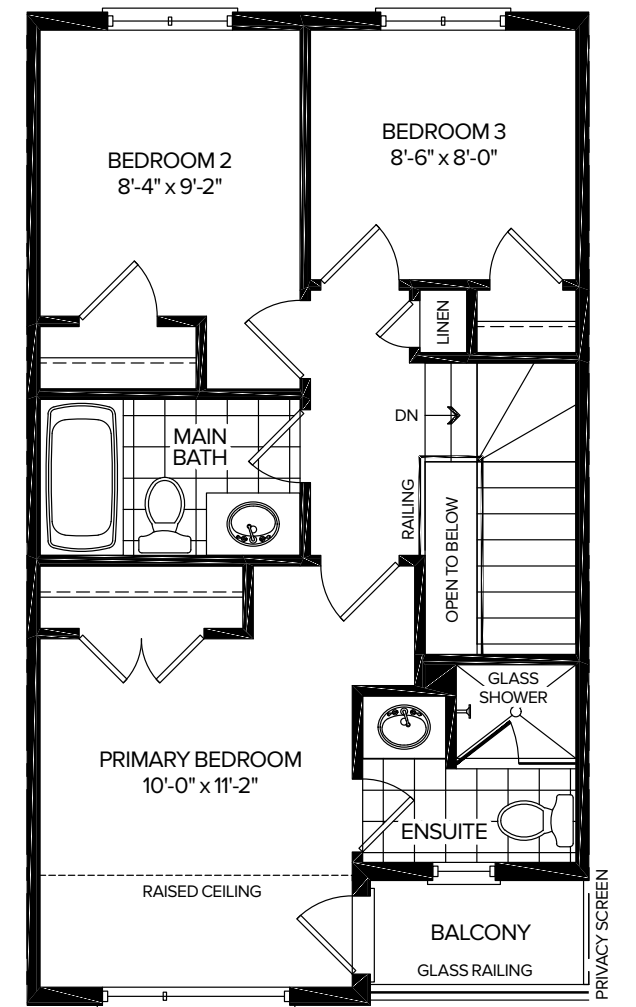 BEDROOM 2
8'-4" x 9'-2"
BEDROOM 3
8'-6" x 8'-0"
LINEN
DN
MAIN
BATH
RAILING
OPEN TO BELOW
GLASS
SHOWER
PRIMARY BEDROOM
10'-0" x 11'-2"
ENSUITE
RAISED CEILING
BALCONY
GLASS RAILING
PRIVACY SCREEN